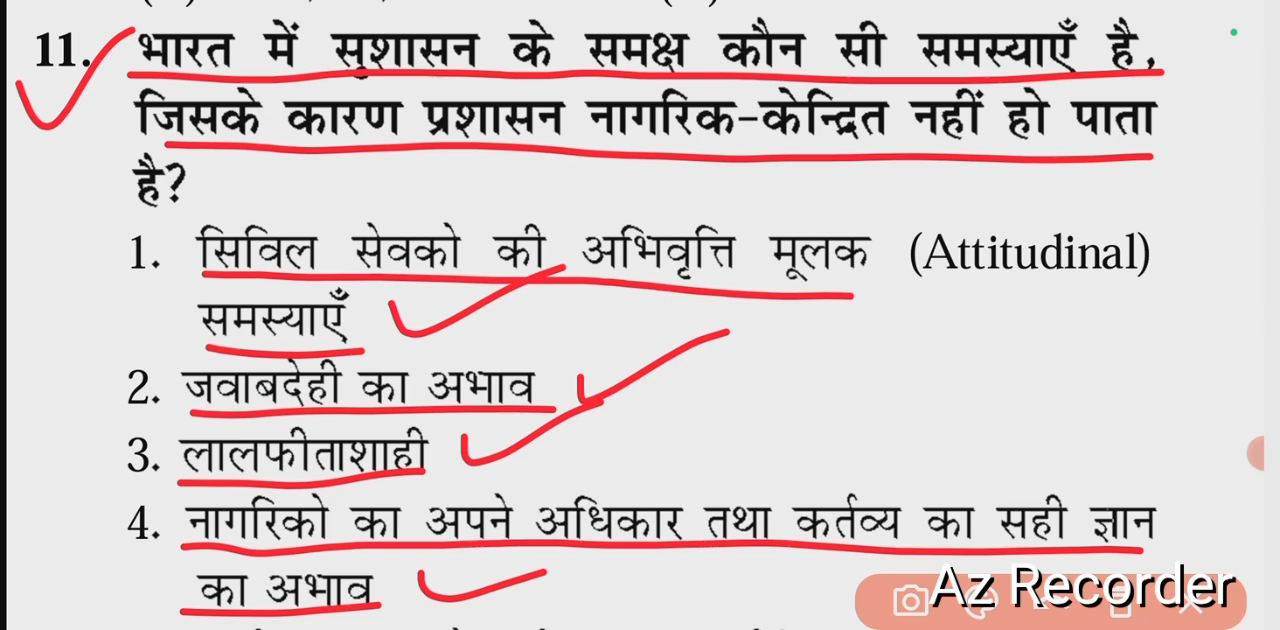 11. भारत में सुशासन के समक्ष कौन सी समस्याएँ है,
जिसके कारण प्रशासन नागरिक-केन्द्रित नहीं हो पाता
है?
1. सिविल सेवको की अभिवृत्ति मूलक (Attitudinal)
समस्याएँ
2. जवाबदेही का अभाव
3. लालफीताशाही
4. नागरिको का अपने अधिकार तथा कर्तव्य का सही ज्ञान
का अभाव
Az Recorder